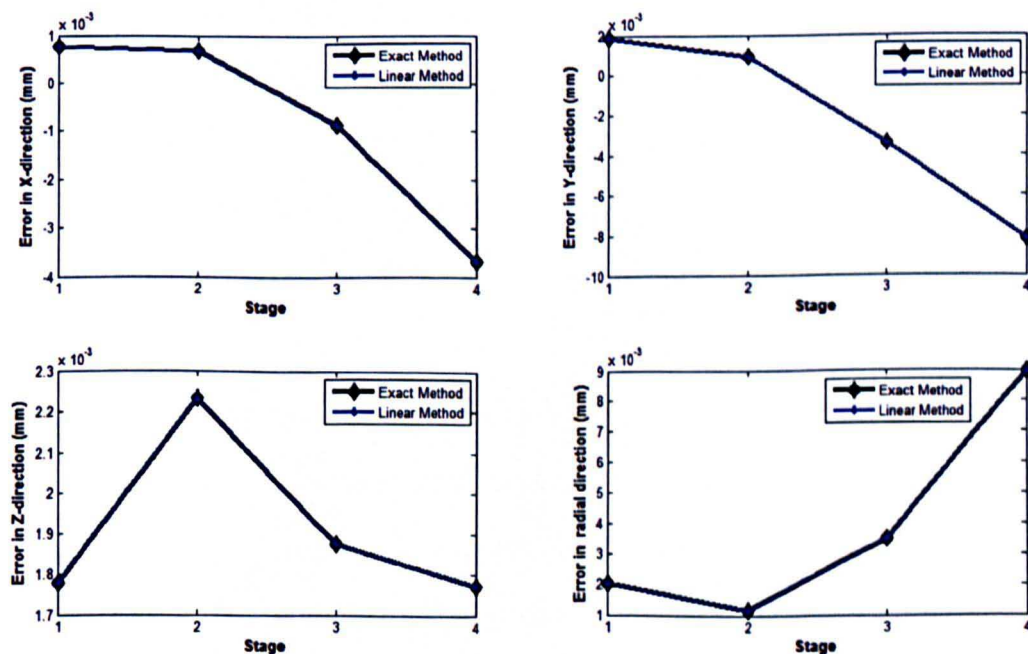 × 10⁻³
1
0
-1
-2
-3
-4
Error in X-direction (mm)
Exact Method
Linear Method
1 2 3 4
Stage
× 10⁻³
2
0
-2
-4
-6
-8
-10
Error in Y-direction (mm)
Exact Method
Linear Method
1 2 3 4
Stage
× 10⁻³
2.3
2.2
2.1
2
1.9
1.8
1.7
Error in Z-direction (mm)
Exact Method
Linear Method
1 2 3 4
Stage
× 10⁻³
9
8
7
6
5
4
3
2
1
Error in radial direction (mm)
Exact Method
Linear Method
1 2 3 4
Stage